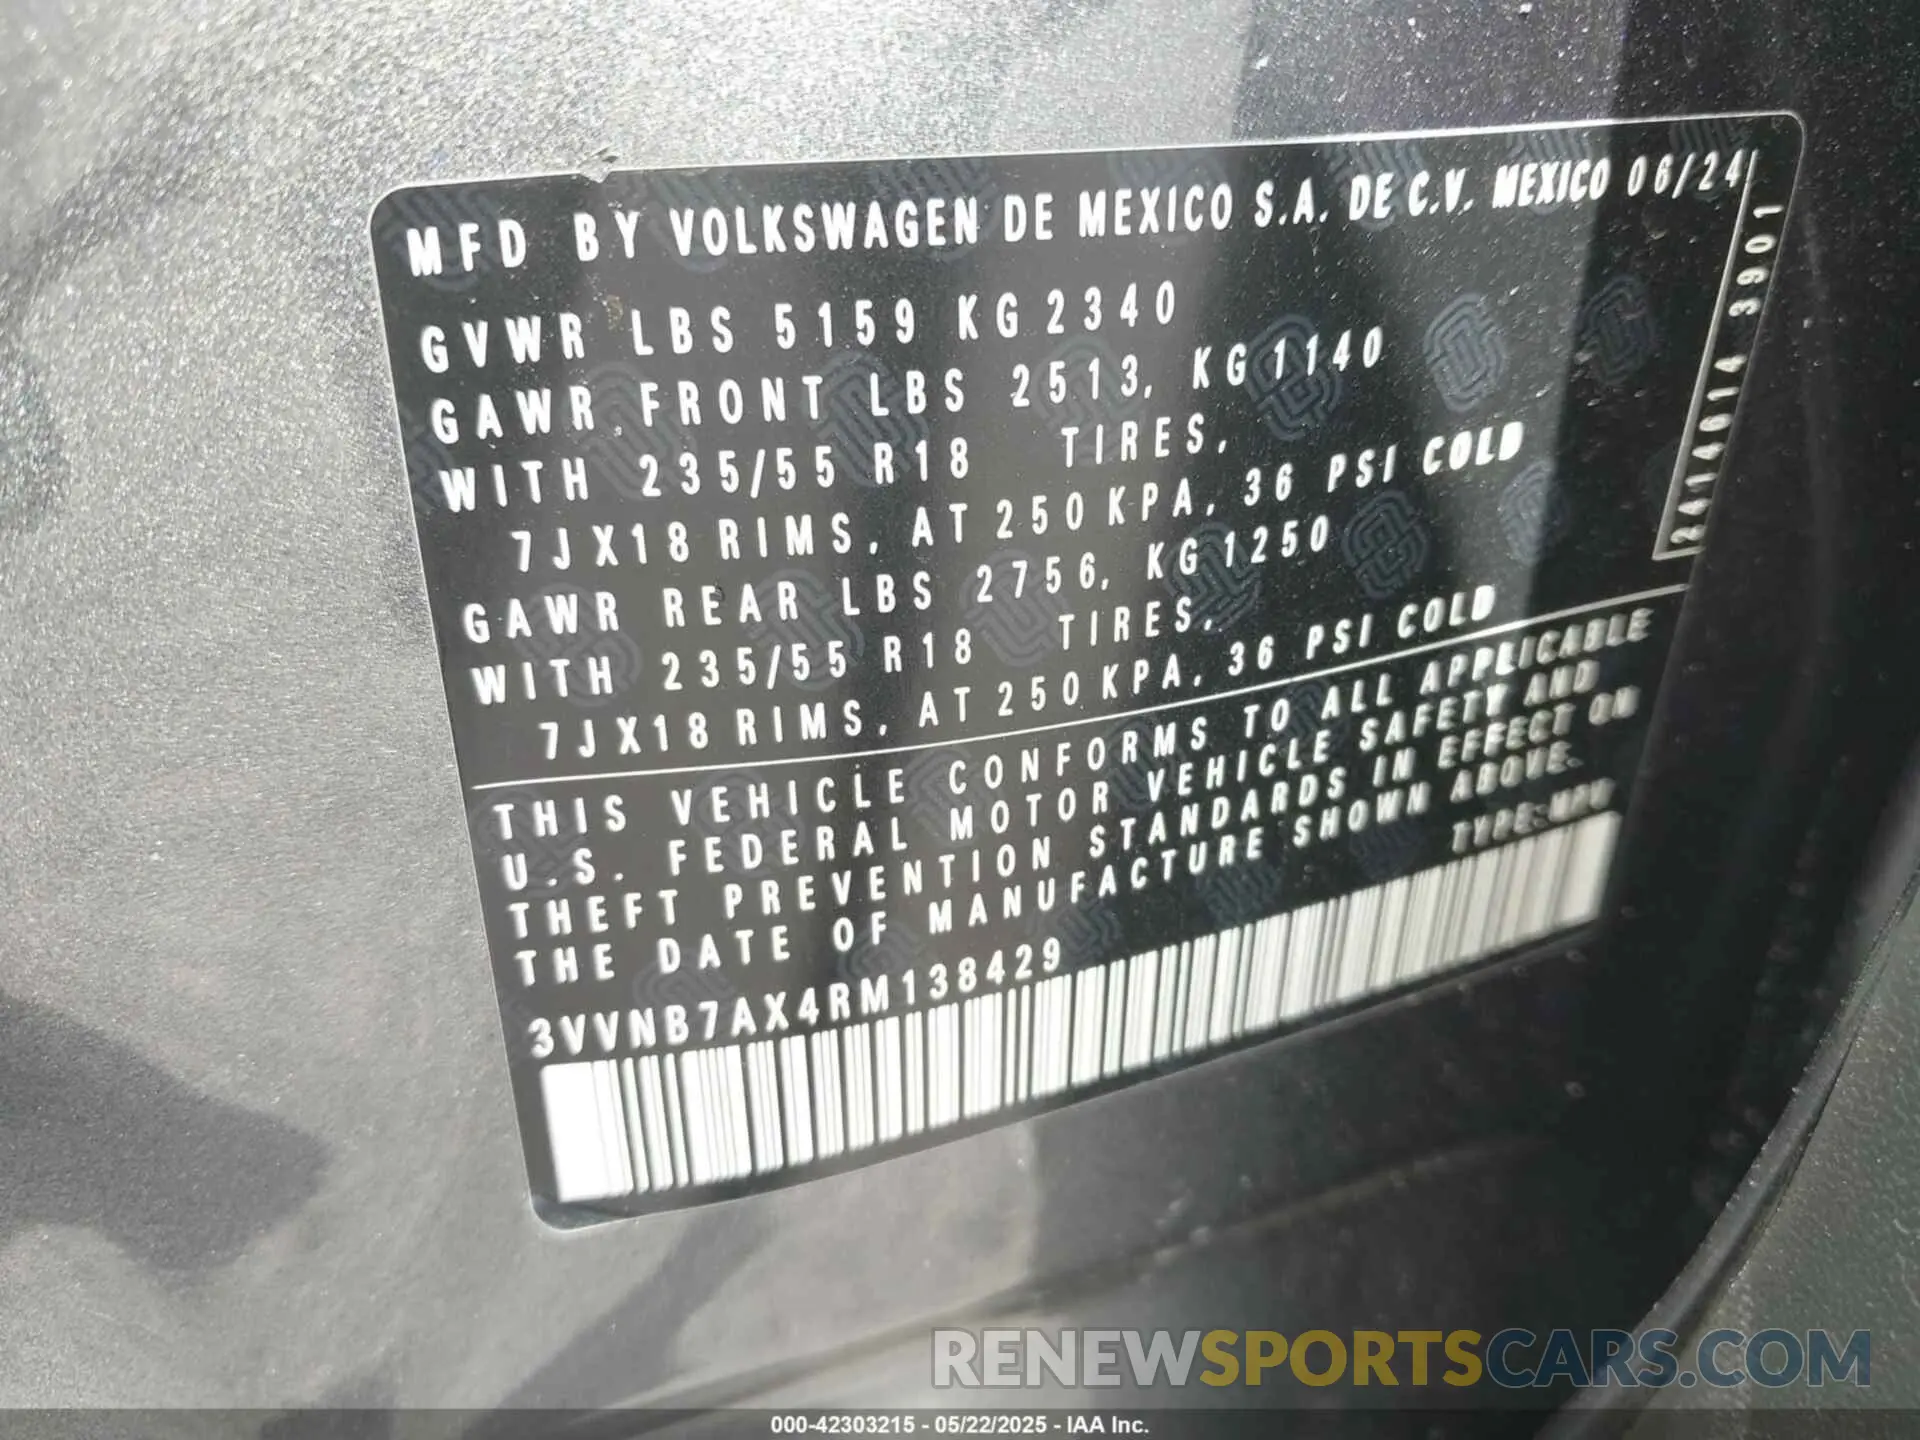 MFD BY VOLKSWAGEN DE MEXICO S.A. DE C.V. MEXICO 06/24
GVWR LBS 5159 KG 2340
GAWR FRONT LBS 2513, KG 1140
WITH 235/55 R18 TIRES,
7JX18 RIMS, AT 250 KPA, 36 PSI COLD
GAWR REAR LBS 2756, KG 1250
WITH 235/55 R18 TIRES,
7JX18 RIMS, AT 250 KPA, 36 PSI COLD
2414614 3901
THIS VEHICLE CONFORMS TO ALL APPLICABLE
U.S. FEDERAL MOTOR VEHICLE SAFETY AND
THEFT PREVENTION STANDARDS IN EFFECT ON
THE DATE OF MANUFACTURE SHOWN ABOVE.
TYPE: MPV
3VVNB7AX4RM138429
RENEWSPORTSCARS.COM
000-42303215 - 05/22/2025 - IAA Inc.